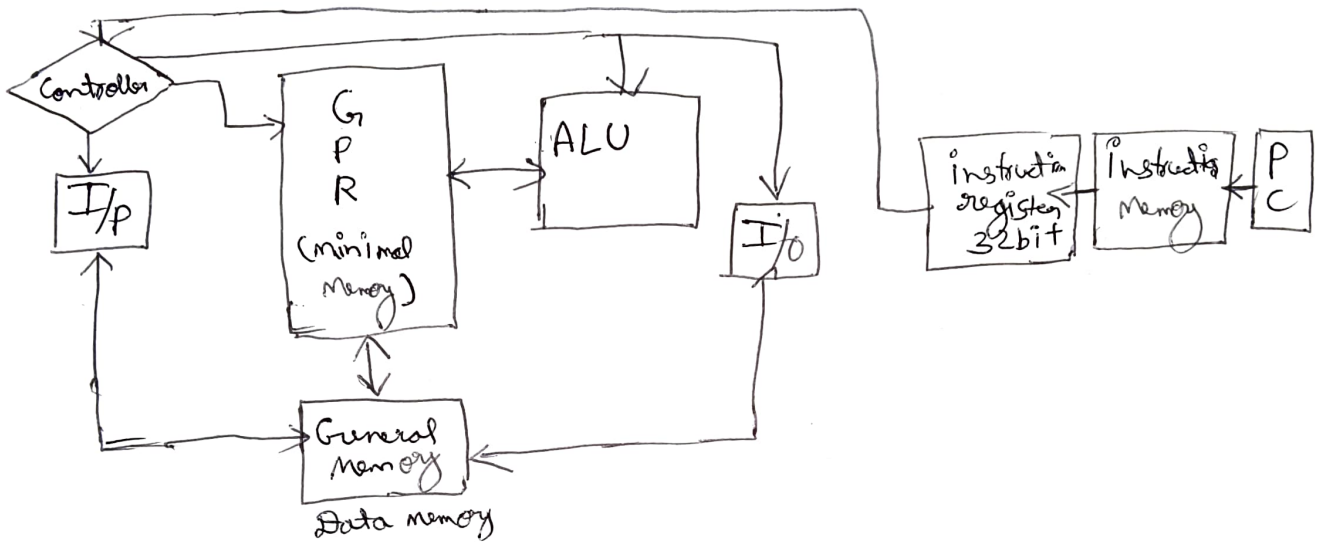 Controller
I/P
G
P
R
(minimal
Memory)
ALU
I/O
instruction
register
32bit
Instruction
Memory
P
C
General
Memory
Data memory